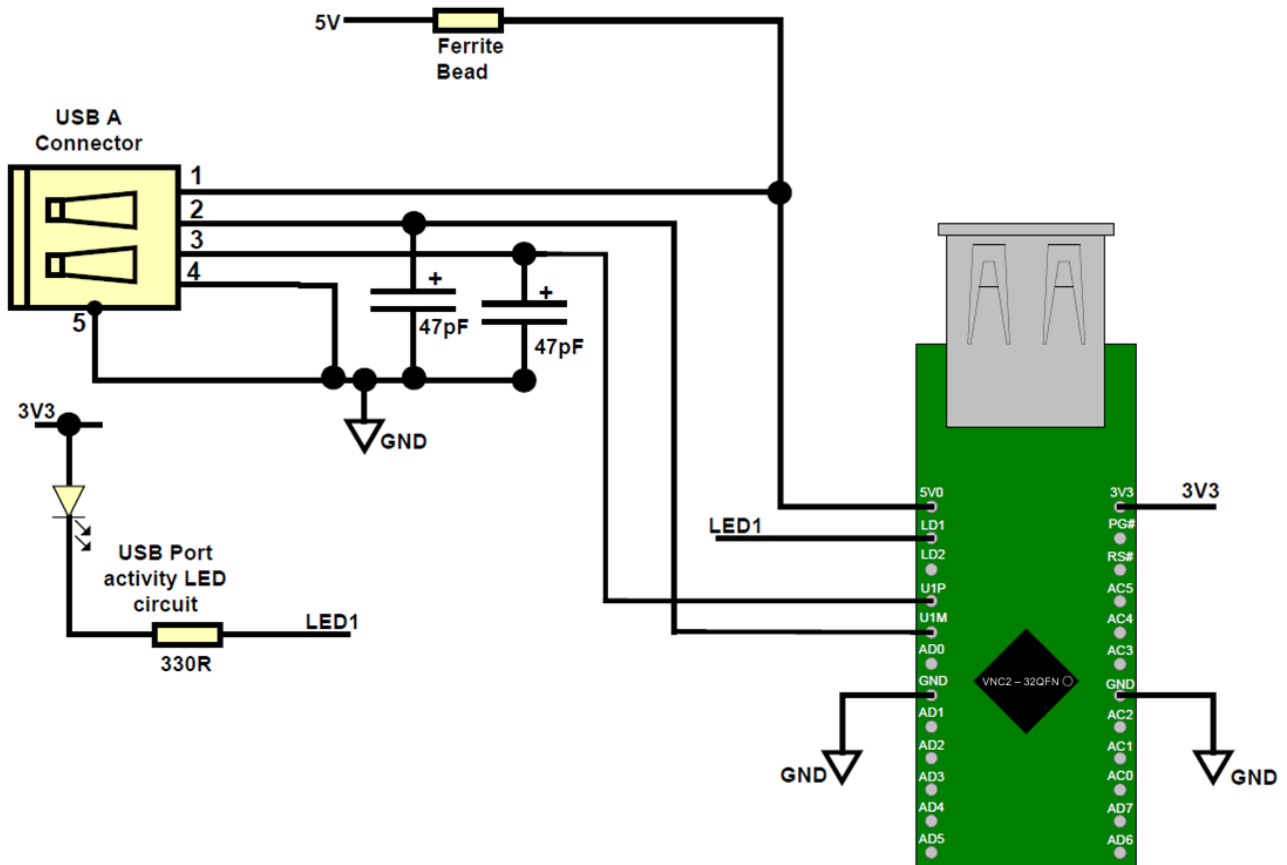 5V
Ferrite
Bead
USB A
Connector
1
2
3
4
5
+
47pF
+
47pF
GND
3V3
USB Port
activity LED
circuit
LED1
330R
LED1
3V3
5V0
LD1
LD2
U1P
U1M
AD0
GND
AD1
AD2
AD3
AD4
AD5
3V3
PG#
RS#
AC5
AC4
AC3
GND
AC2
AC1
AC0
AD7
AD6
VNC2 – 32QFN
GND
GND